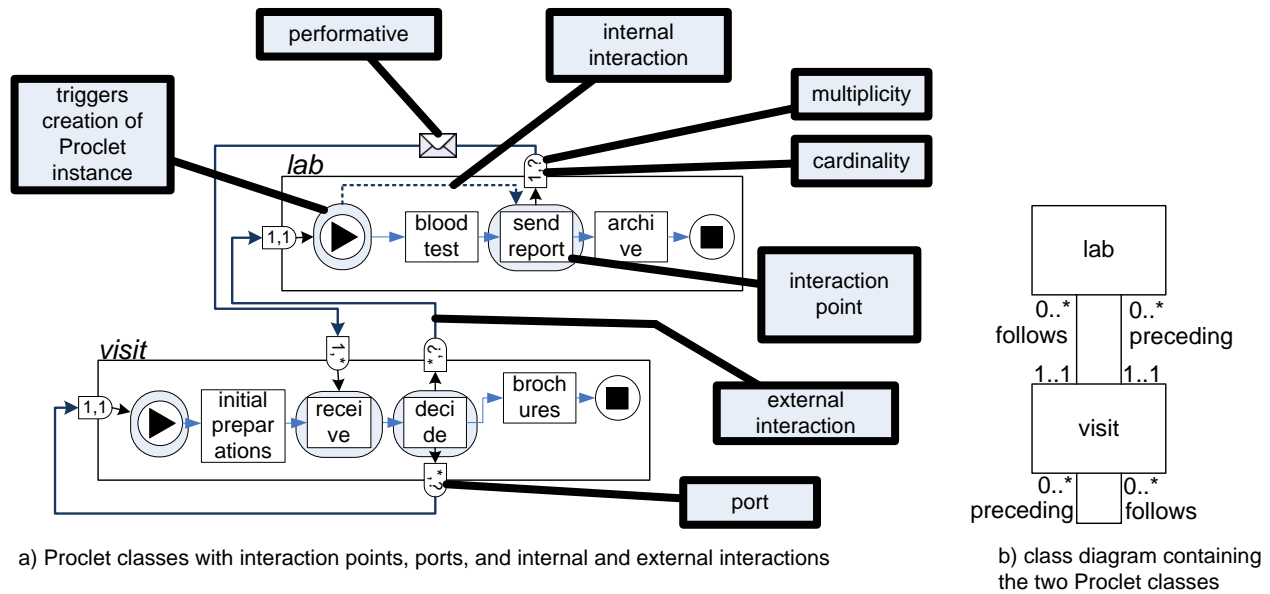 performative
internal
interaction
triggers
creation of
Proclet
instance
multiplicity
cardinality
lab
1,?
1,1
blood
test
send
report
archi
ve
interaction
point
visit
1,*
?,*
1,1
initial
prepar
ations
recei
ve
deci
de
broch
ures
*,?
external
interaction
port
a) Proclet classes with interaction points, ports, and internal and external interactions
lab
0..*
0..*
follows
preceding
1..1
1..1
visit
0..*
0..*
preceding
follows
b) class diagram containing
the two Proclet classes